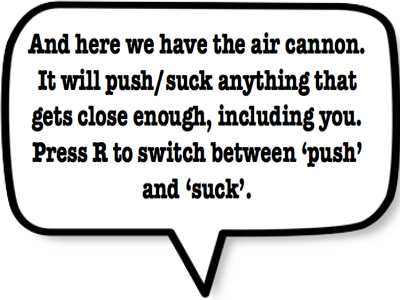 And here we have the air cannon.
It will push/suck anything that
gets close enough, including you.
Press R to switch between ‘push’
and ‘suck’.